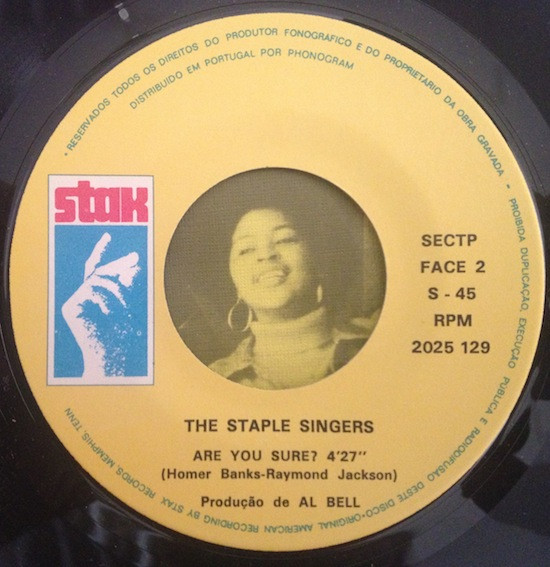 • RESERVADOS TODOS OS DIREITOS DO PRODUTOR FONOGRAFICO E DO PROPRIETARIO DA OBRA GRAVADA - PROIBIDA DUPLICAÇÃO, EXECUÇÃO PUBLICA E RADIODIFUSAO DESTE DISCO•ORIGINAL AMERICAN RECORDING BY STAX RECORDS, MEMPHIS, TENN
DISTRIBUIDO EM PORTUGAL POR PHONOGRAM
stax
SECTP
FACE 2
S - 45
RPM
2025 129
THE STAPLE SINGERS
ARE YOU SURE? 4'27"
(Homer Banks-Raymond Jackson)
Produção de AL BELL